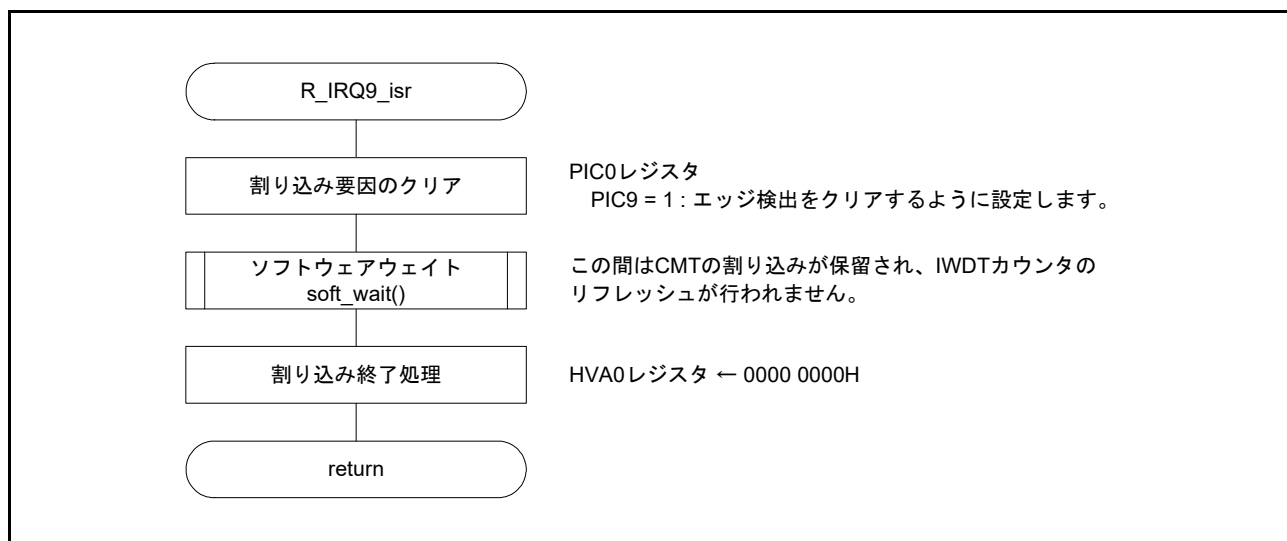 R_IRQ9_isr
割り込み要因のクリア
PIC0レジスタ
PIC9 = 1 : エッジ検出をクリアするように設定します。
ソフトウェアウェイト
soft_wait()
この間はCMTの割り込みが保留され、IWDTカウンタの
リフレッシュが行われません。
割り込み終了処理
HVA0レジスタ ← 0000 0000H
return